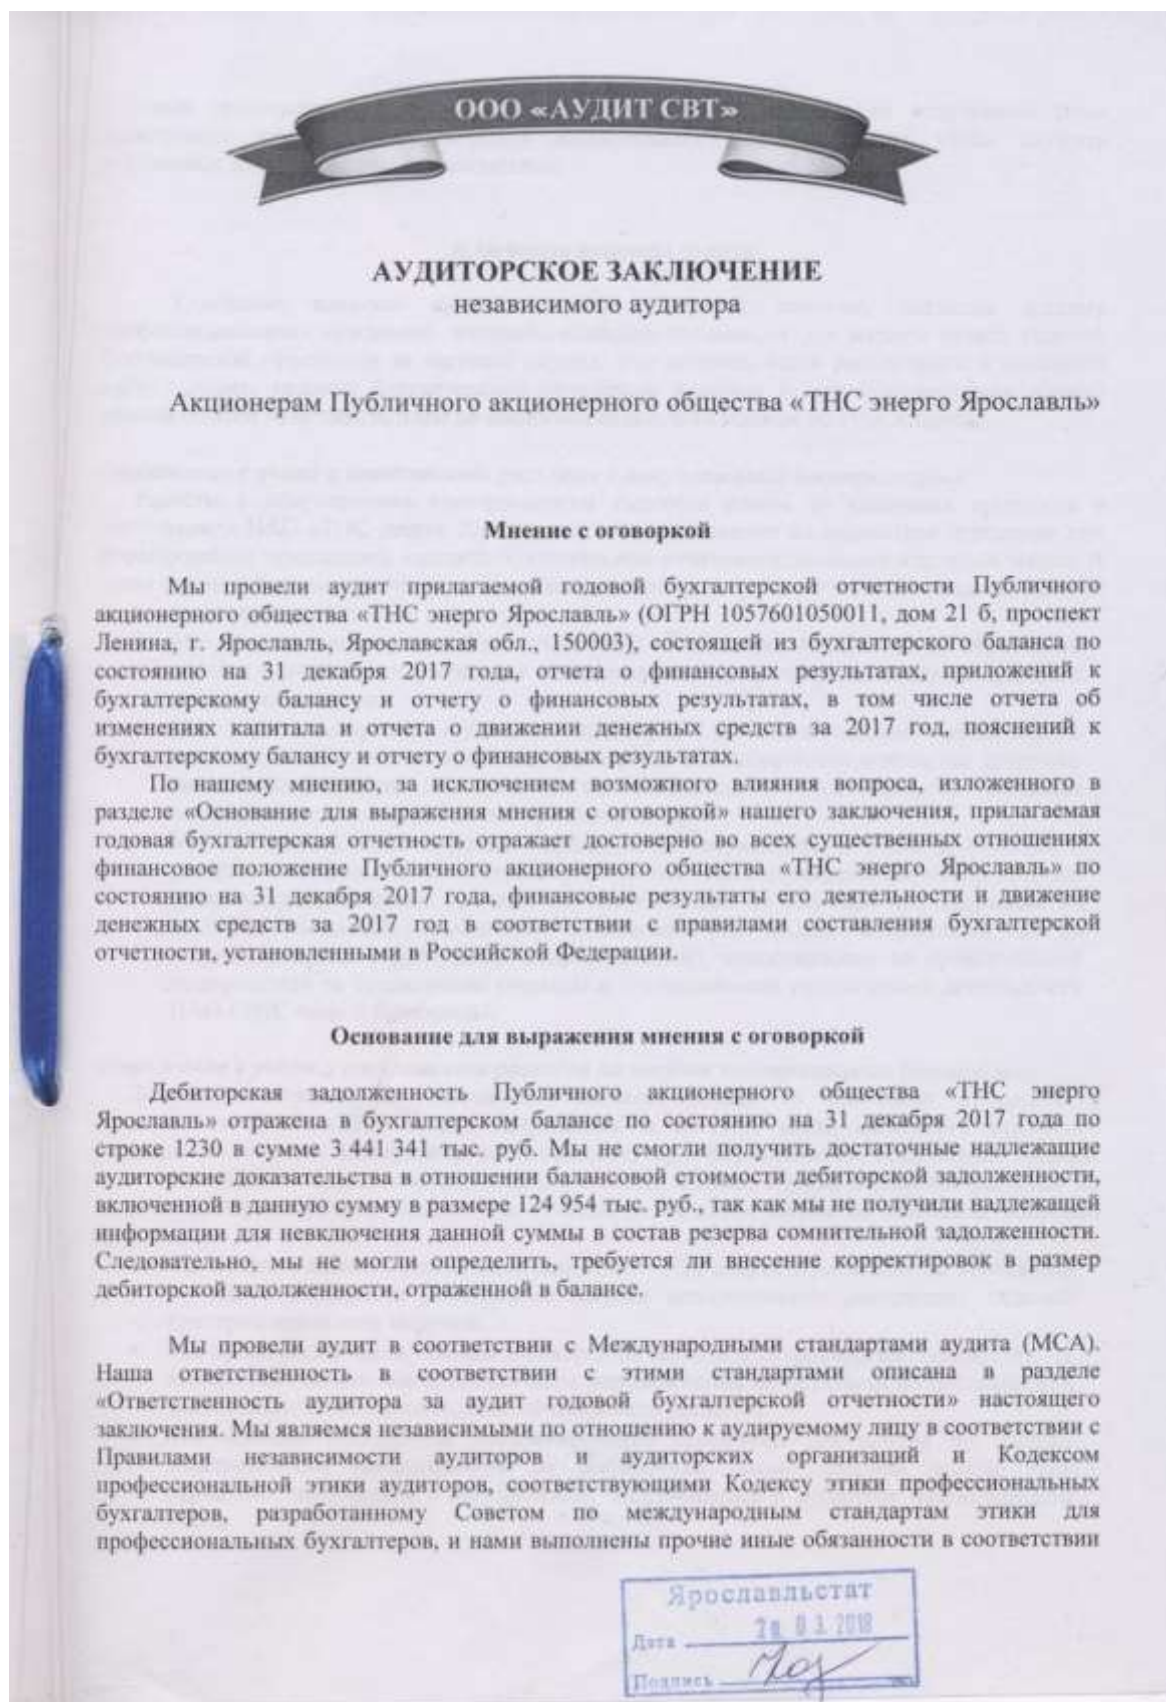 ООО «АУДИТ СВТ»
АУДИТОРСКОЕ ЗАКЛЮЧЕНИЕ
независимого аудитора
Акционерам Публичного акционерного общества «ТНС энерго Ярославль»
Мнение с оговоркой
Мы провели аудит прилагаемой годовой бухгалтерской отчетности Публичного
акционерного общества «ТНС энерго Ярославль» (ОГРН 1057601050011, дом 21 б, проспект
Ленина, г. Ярославль, Ярославская обл., 150003), состоящей из бухгалтерского баланса по
состоянию на 31 декабря 2017 года, отчета о финансовых результатах, приложений к
бухгалтерскому балансу и отчету о финансовых результатах, в том числе отчета об
изменениях капитала и отчета о движении денежных средств за 2017 год, пояснений к
бухгалтерскому балансу и отчету о финансовых результатах.
По нашему мнению, за исключением возможного влияния вопроса, изложенного в
разделе «Основание для выражения мнения с оговоркой» нашего заключения, прилагаемая
годовая бухгалтерская отчетность отражает достоверно во всех существенных отношениях
финансовое положение Публичного акционерного общества «ТНС энерго Ярославль» по
состоянию на 31 декабря 2017 года, финансовые результаты его деятельности и движение
денежных средств за 2017 год в соответствии с правилами составления бухгалтерской
отчетности, установленными в Российской Федерации.
Основание для выражения мнения с оговоркой
Дебиторская задолженность Публичного акционерного общества «ТНС энерго
Ярославль» отражена в бухгалтерском балансе по состоянию на 31 декабря 2017 года по
строке 1230 в сумме 3 441 341 тыс. руб. Мы не смогли получить достаточные надлежащие
аудиторские доказательства в отношении балансовой стоимости дебиторской задолженности,
включенной в данную сумму в размере 124 954 тыс. руб., так как мы не получили надлежащей
информации для невключения данной суммы в состав резерва сомнительной задолженности.
Следовательно, мы не могли определить, требуется ли внесение корректировок в размер
дебиторской задолженности, отраженной в балансе.
Мы провели аудит в соответствии с Международными стандартами аудита (МСА).
Наша ответственность в соответствии с этими стандартами описана в разделе
«Ответственность аудитора за аудит годовой бухгалтерской отчетности» настоящего
заключения. Мы являемся независимыми по отношению к аудируемому лицу в соответствии с
Правилами независимости аудиторов и аудиторских организаций и Кодексом
профессиональной этики аудиторов, соответствующими Кодексу этики профессиональных
бухгалтеров, разработанному Советом по международным стандартам этики для
профессиональных бухгалтеров, и нами выполнены прочие иные обязанности в соответствии
Ярославльстат
Дата 03 2018
Подпись